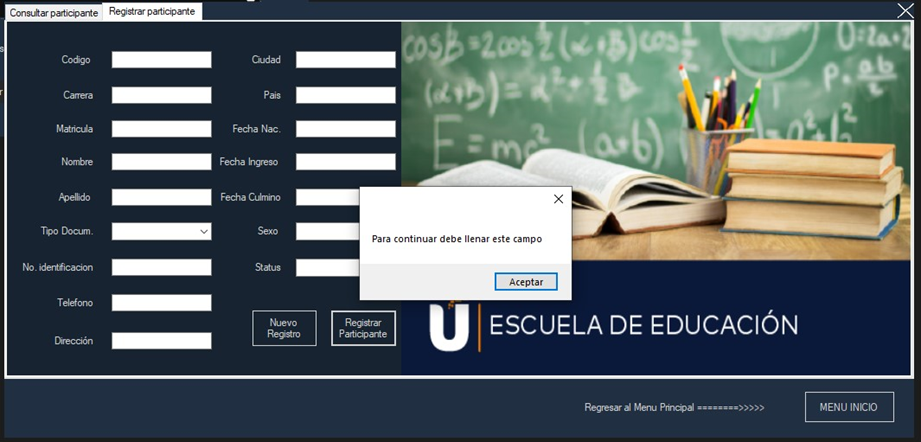 Consultar participante
Registrar participante
Codigo
Ciudad
Carrera
Pais
Matricula
Fecha Nac.
Nombre
Fecha Ingreso
Apellido
Fecha Culmino
Tipo Docum.
Sexo
No. identificacion
Status
Telefono
Dirección
Nuevo
Registro
Registrar
Participante
Para continuar debe llenar este campo
Aceptar
ESCUELA DE EDUCACIÓN
Regresar al Menu Principal ========>>>>>
MENU INICIO